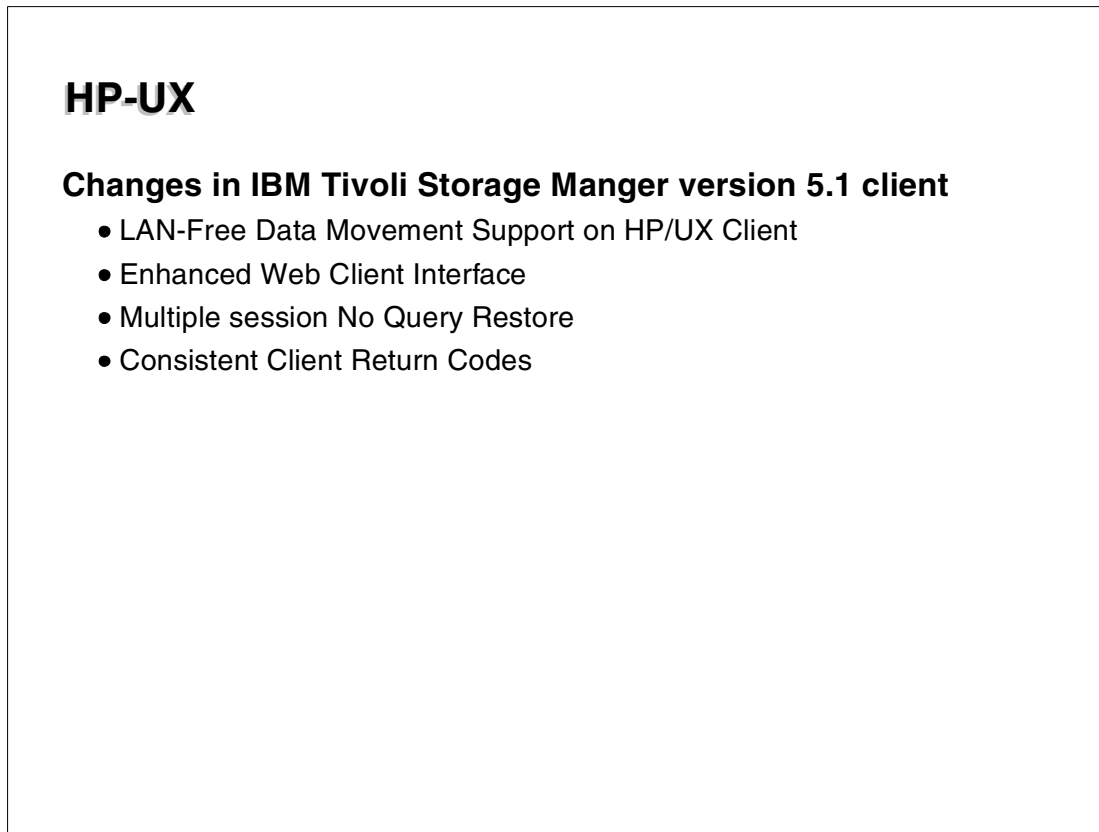 HP-UX
Changes in IBM Tivoli Storage Manger version 5.1 client
● LAN-Free Data Movement Support on HP/UX Client
● Enhanced Web Client Interface
● Multiple session No Query Restore
● Consistent Client Return Codes